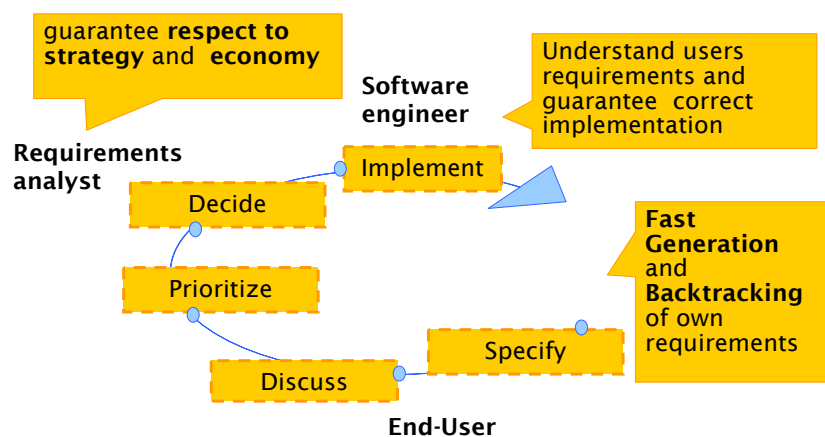 guarantee respect to
strategy and economy
Software
engineer
Understand users
requirements and
guarantee correct
implementation
Requirements
analyst
Implement
Decide
Fast
Generation
and
Backtracking
of own
requirements
Prioritize
Specify
Discuss
End-User